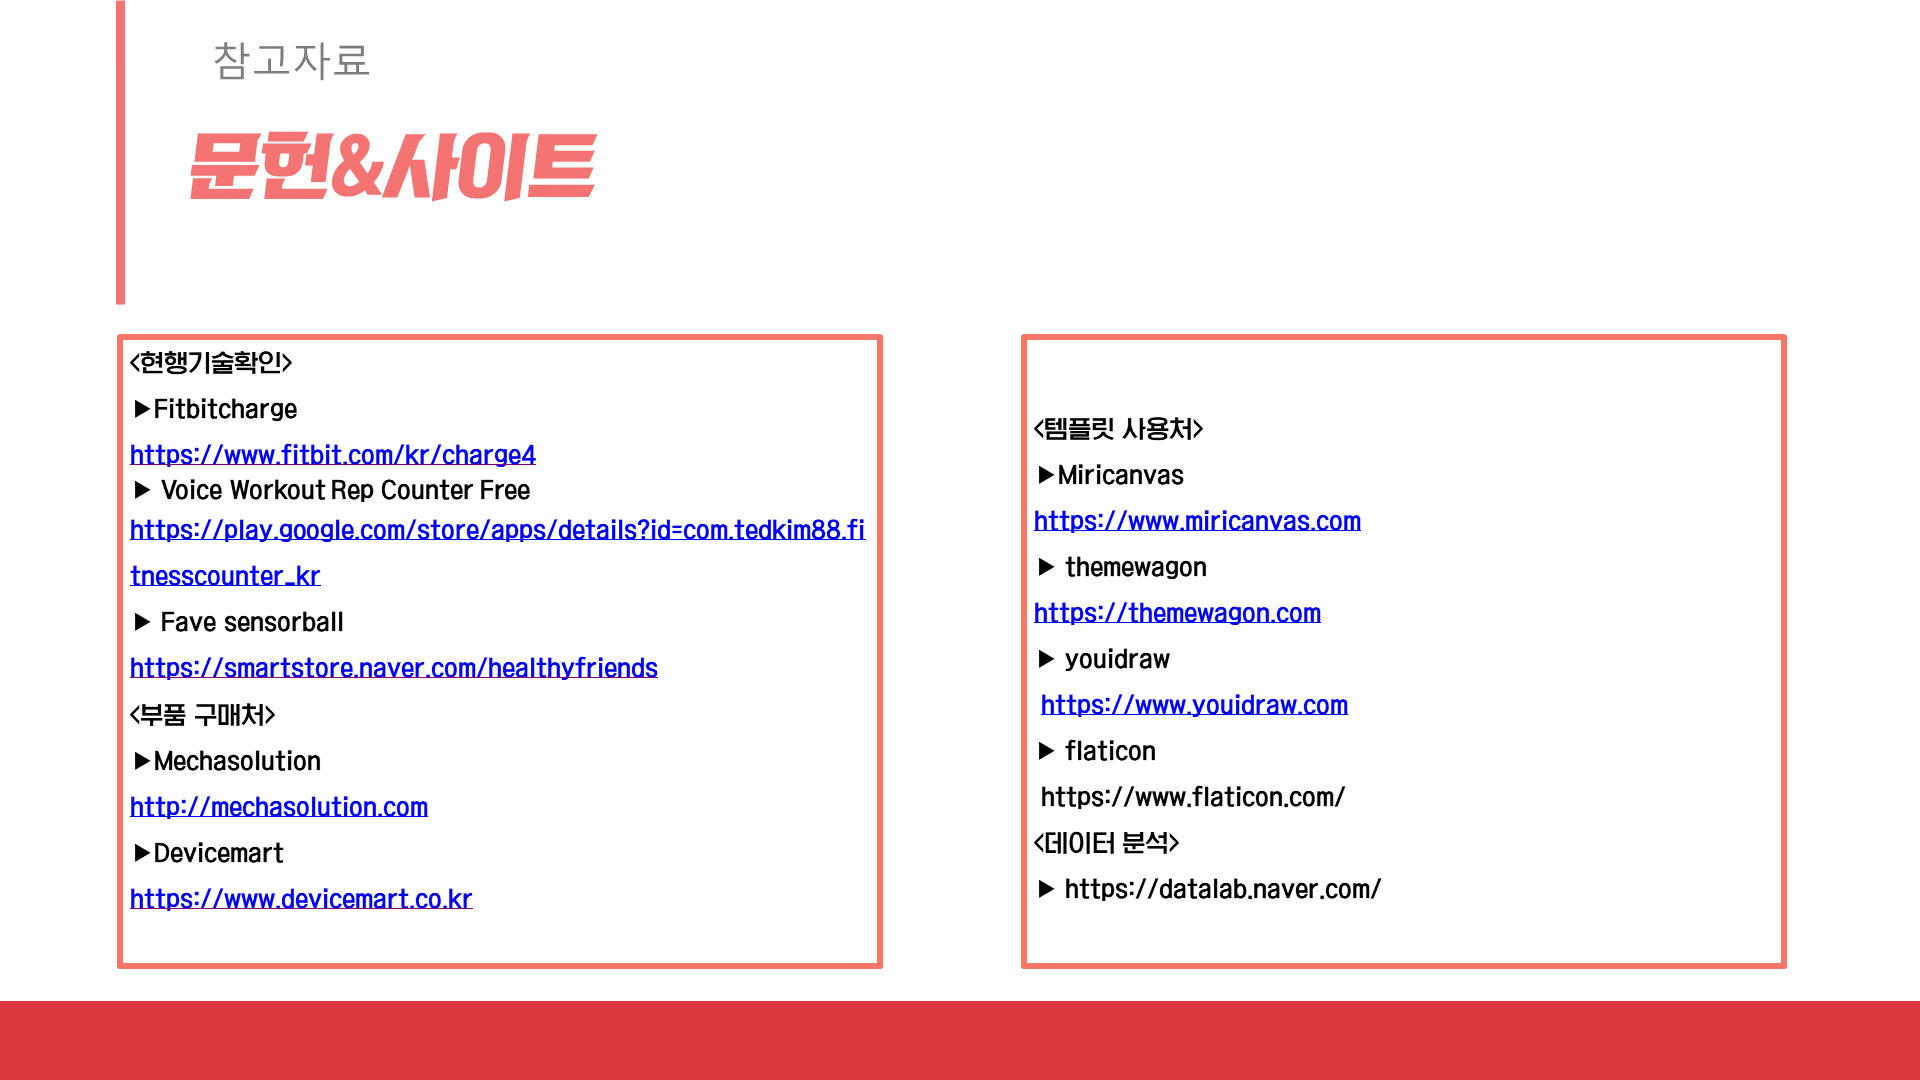 참고자료
문헌&사이트
<현행기술확인>
▶Fitbitcharge
https://www.fitbit.com/kr/charge4
▶ Voice Workout Rep Counter Free
https://play.google.com/store/apps/details?id=com.tedkim88.fi
tnesscounter_kr
▶ Fave sensorball
https://smartstore.naver.com/healthyfriends
<부품 구매처>
▶Mechasolution
http://mechasolution.com
▶Devicemart
https://www.devicemart.co.kr
<템플릿 사용처>
▶Miricanvas
https://www.miricanvas.com
▶ themewagon
https://themewagon.com
▶ youidraw
https://www.youidraw.com
▶ flaticon
https://www.flaticon.com/
<데이터 분석>
▶ https://datalab.naver.com/